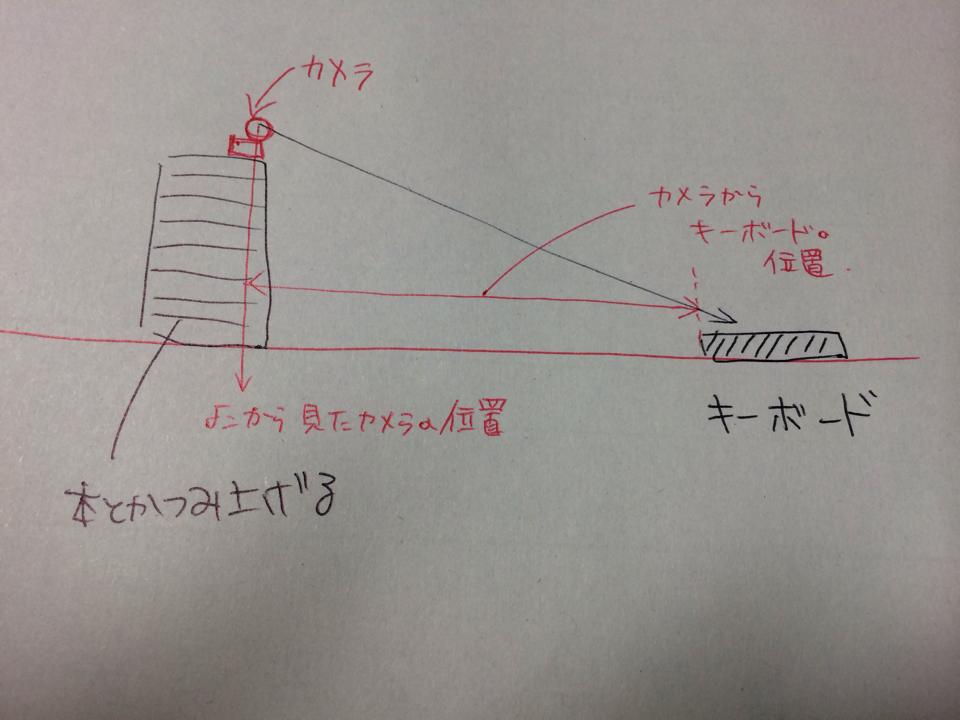 カメラ
カメラから
キーボードの
位置.
よこから見たカメラの位置
キーボード
本とかつみ上げる